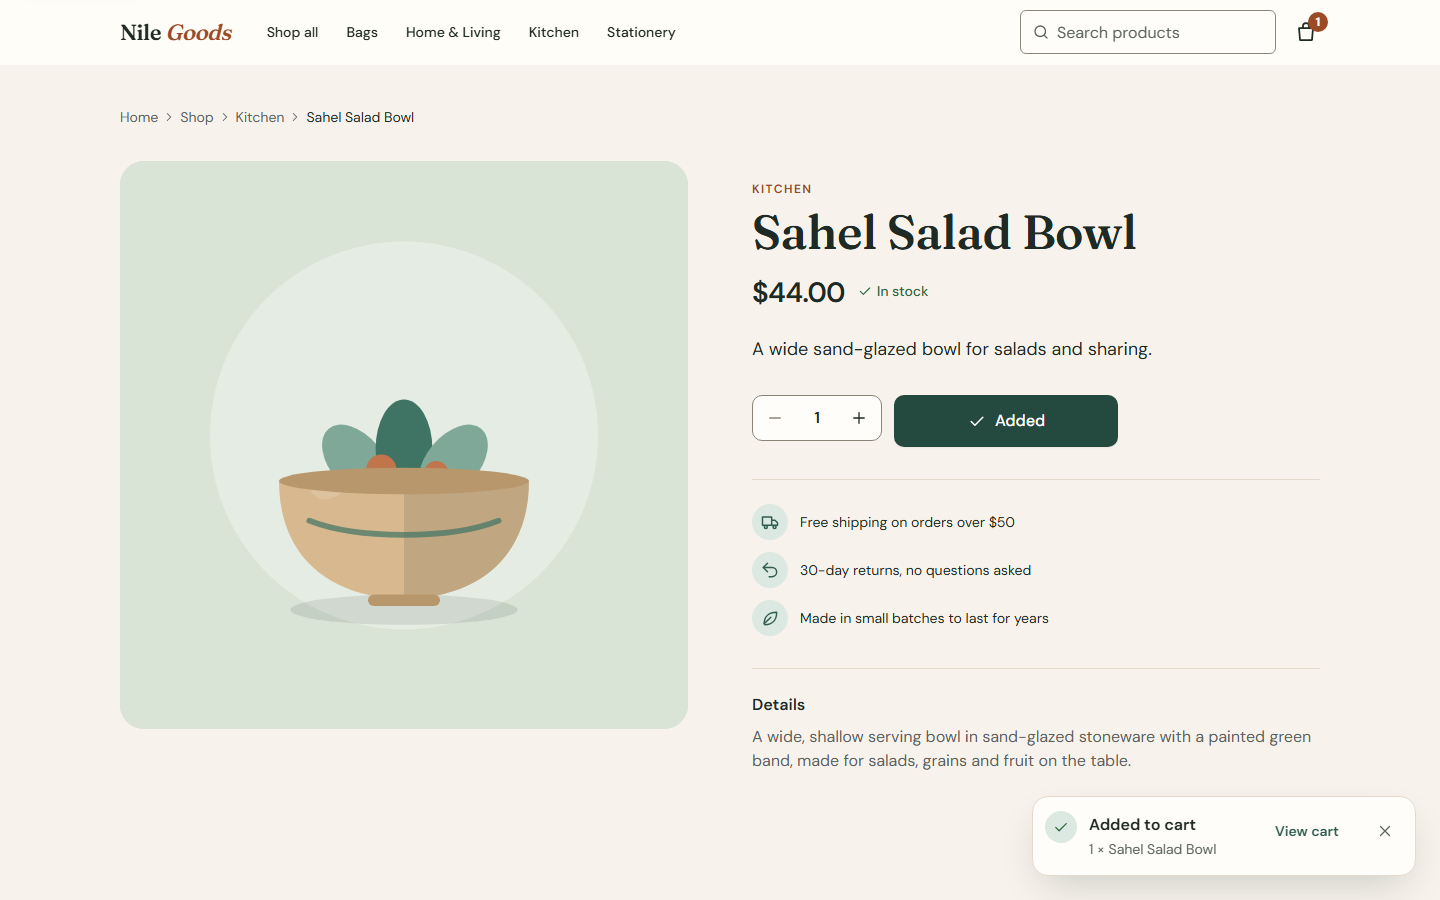 Nile Goods
Shop all
Bags
Home & Living
Kitchen
Stationery
Search products
1
Home
Shop
Kitchen
Sahel Salad Bowl
KITCHEN
Sahel Salad Bowl
$44.00
In stock
A wide sand-glazed bowl for salads and sharing.
1
Added
Free shipping on orders over $50
30-day returns, no questions asked
Made in small batches to last for years
Details
A wide, shallow serving bowl in sand-glazed stoneware with a painted green
band, made for salads, grains and fruit on the table.
Added to cart
1 × Sahel Salad Bowl
View cart